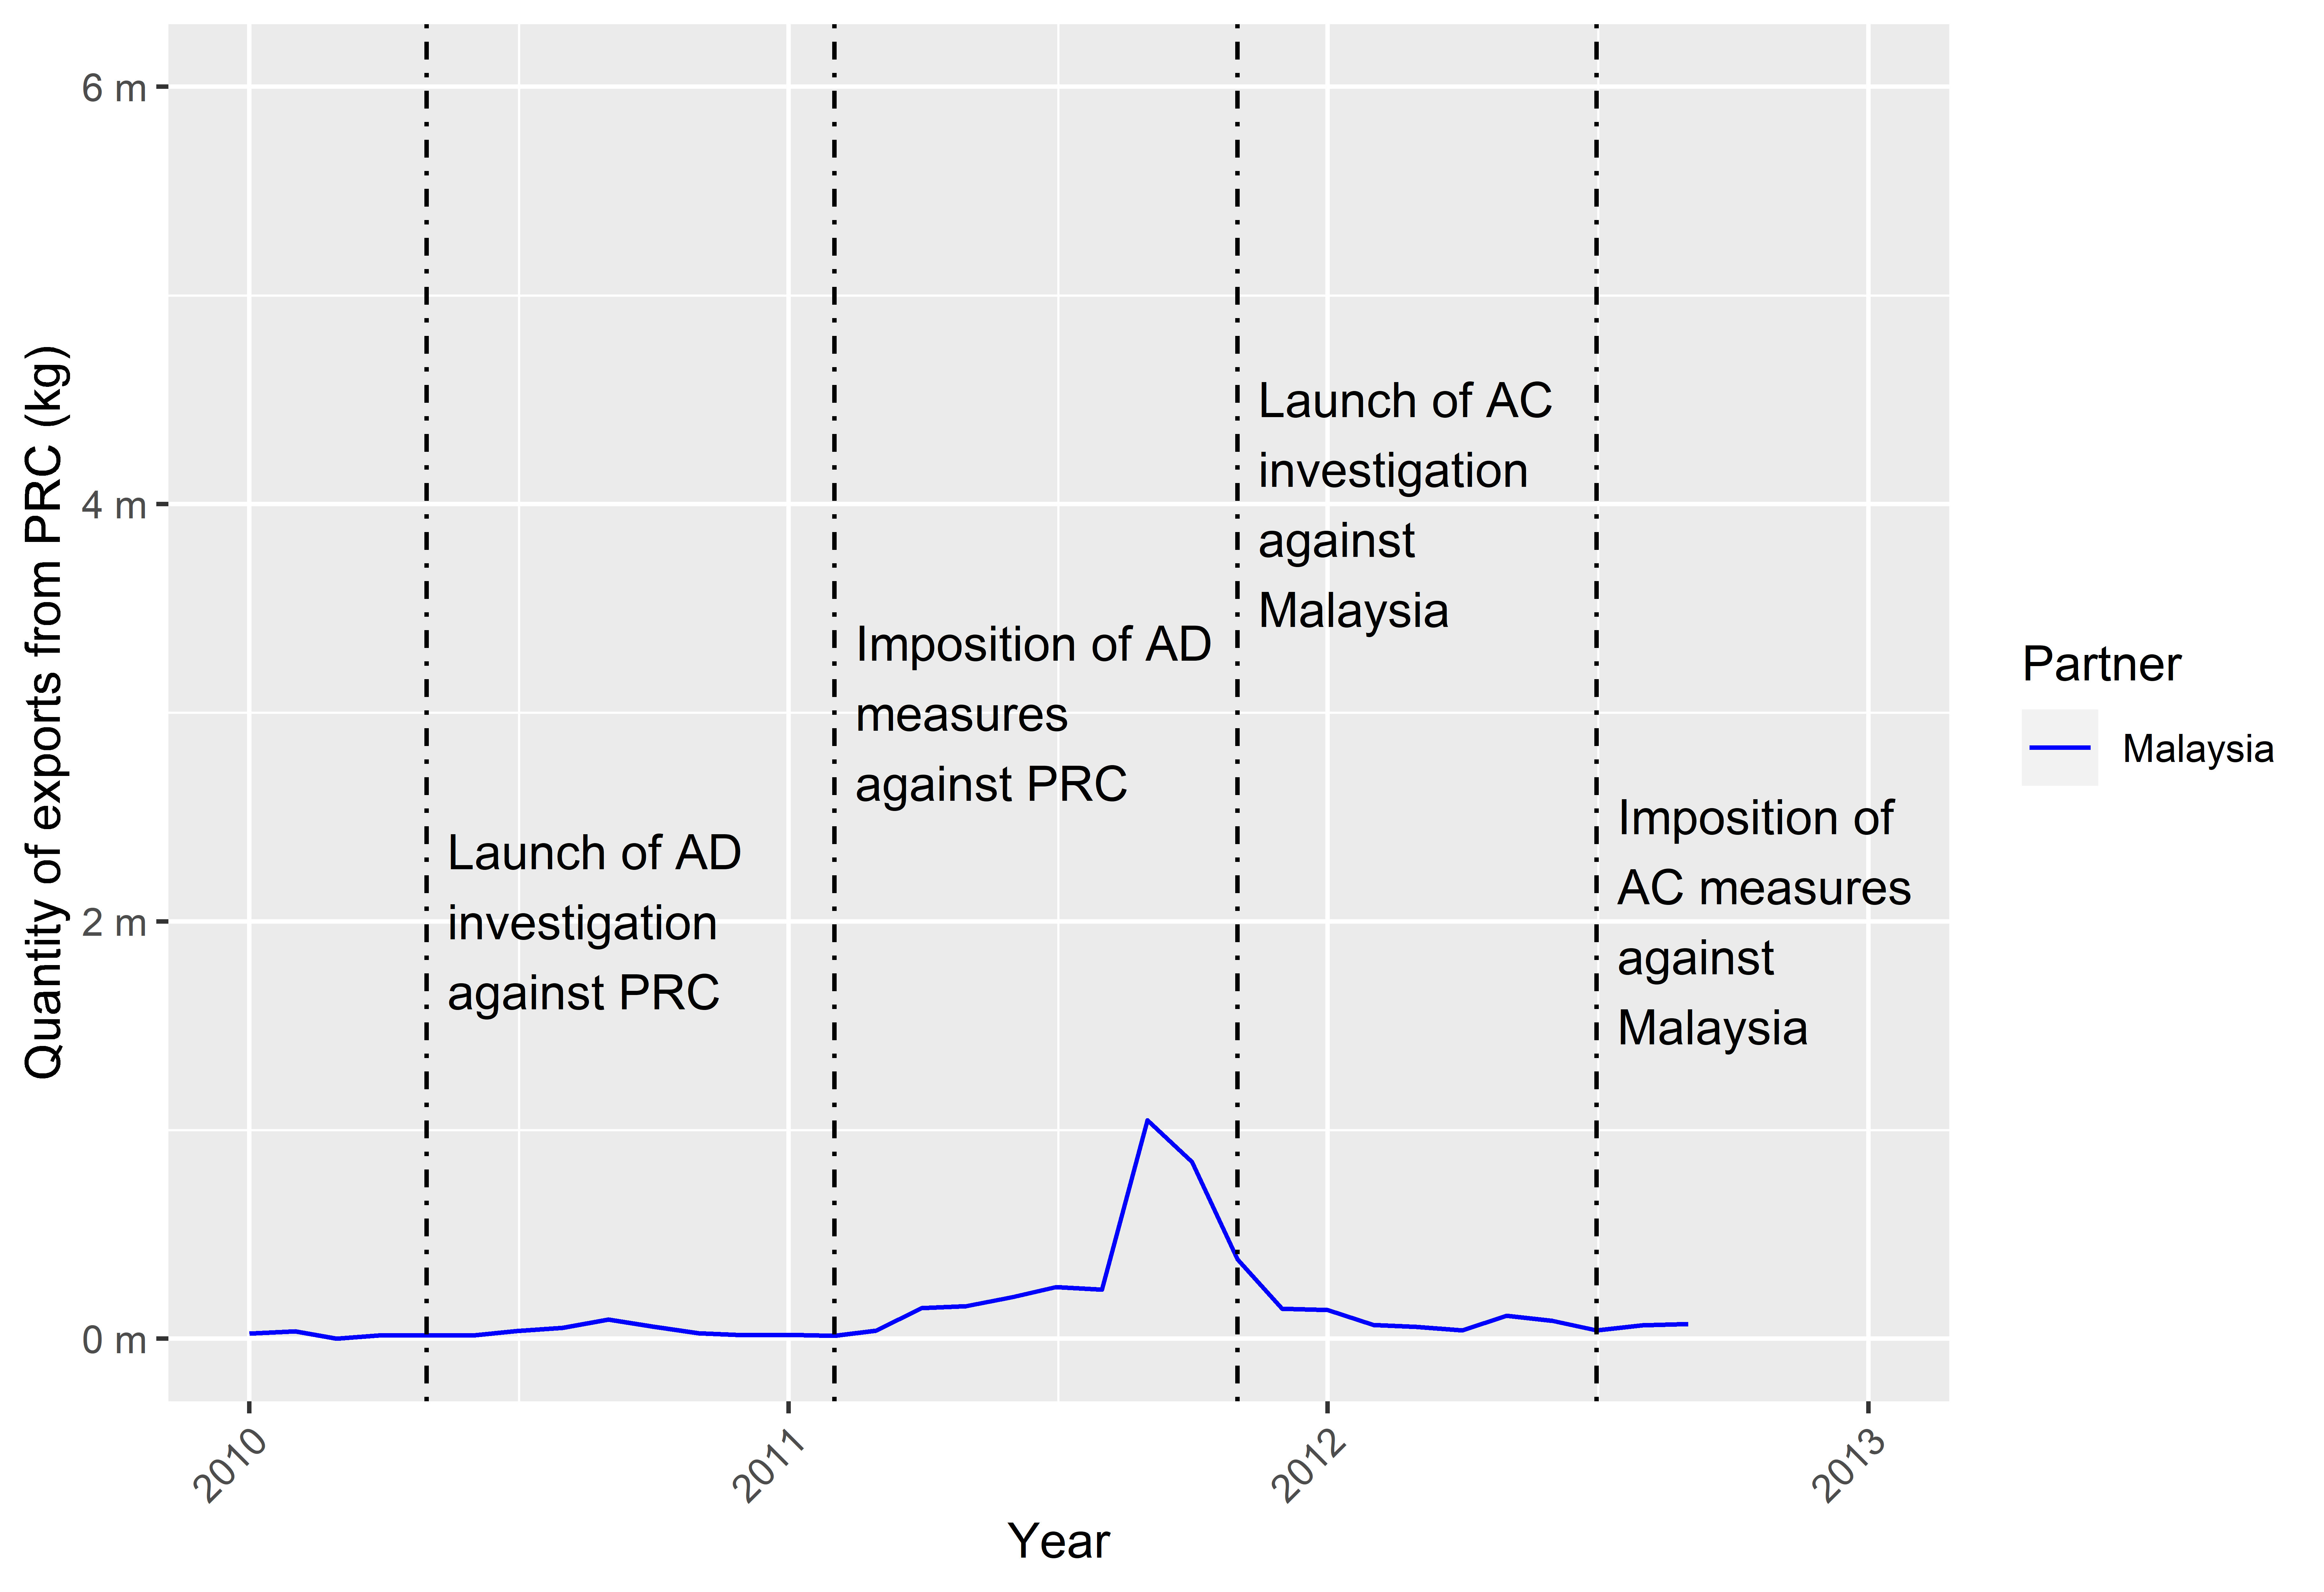 6 m
4 m
2 m
0 m
Quantity of exports from PRC (kg)
Launch of AD
investigation
against PRC
Imposition of AD
measures
against PRC
Launch of AC
investigation
against
Malaysia
Imposition of
AC measures
against
Malaysia
2010
2011
2012
2013
Year
Partner
Malaysia